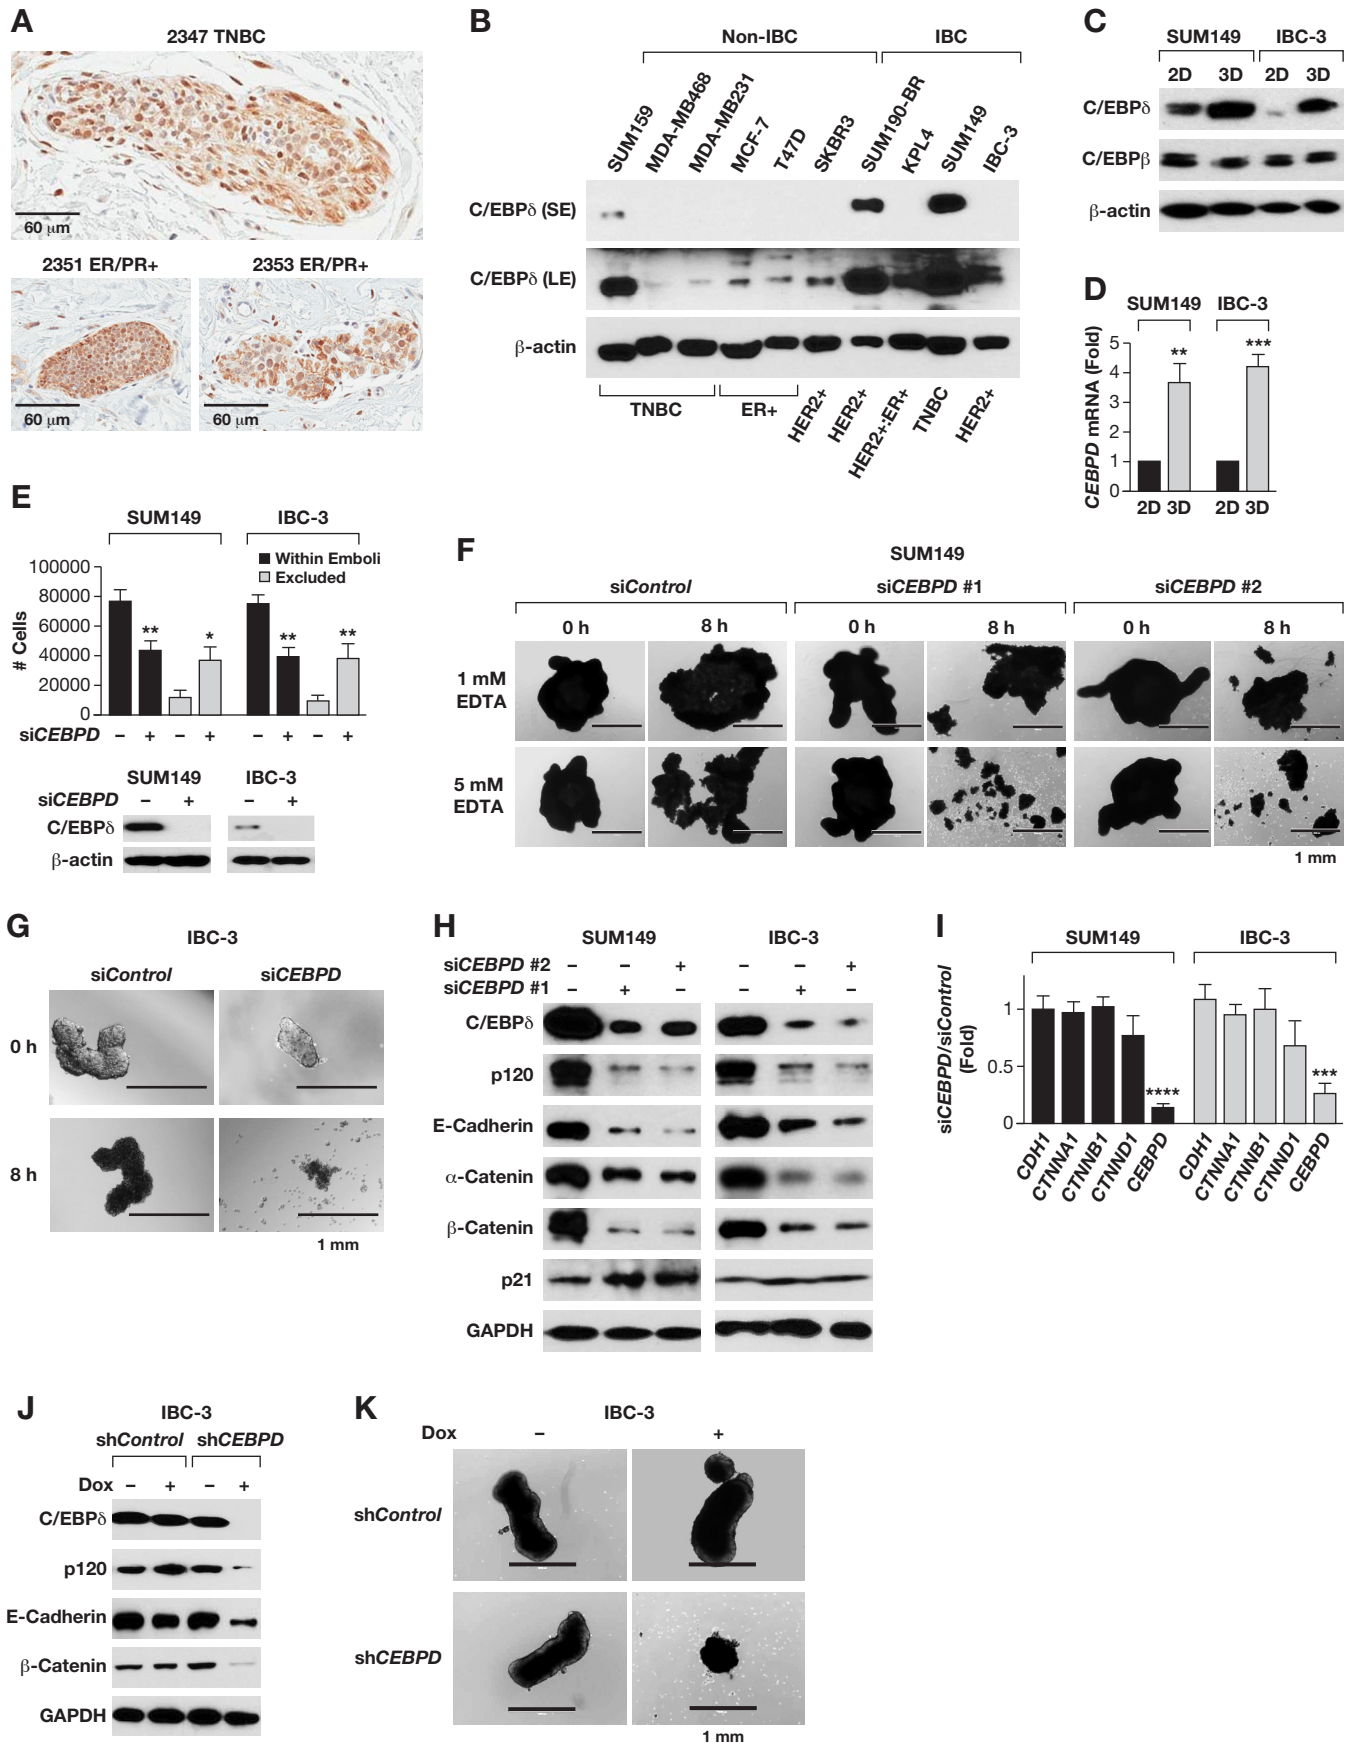 A
2347 TNBC
60 μm
2351 ER/PR+
2353 ER/PR+
60 μm
60 μm
B
Non-IBC
IBC
SUM159
MDA-MB468
MDA-MB231
MCF-7
T47D
SKBR3
SUM190-BR
KPL4
SUM149
IBC-3
C/EBPδ (SE)
C/EBPδ (LE)
β-actin
TNBC
ER+
HER2+
HER2+
HER2+:ER+
TNBC
HER2+
C
SUM149 IBC-3
2D 3D 2D 3D
C/EBPδ
C/EBPβ
β-actin
D
SUM149 IBC-3
CEBPD mRNA (Fold)
5
4
3
2
1
0
** ***
2D 3D 2D 3D
E
SUM149 IBC-3
Within Emboli
Excluded
# Cells
100000
80000
60000
40000
20000
0
** * ** **
siCEBPD – + – + – + – +
SUM149 IBC-3
siCEBPD – + – +
C/EBPδ
β-actin
F
SUM149
siControl siCEBPD #1 siCEBPD #2
0 h 8 h 0 h 8 h 0 h 8 h
1 mM
EDTA
5 mM
EDTA
1 mm
G
IBC-3
siControl siCEBPD
0 h
8 h
1 mm
H
SUM149 IBC-3
siCEBPD #2 – – + – – +
siCEBPD #1 – + – – + –
C/EBPδ
p120
E-Cadherin
α-Catenin
β-Catenin
p21
GAPDH
I
SUM149 IBC-3
siCEBPD/siControl
(Fold)
1
0.5
0
**** ***
CDH1
CTNNA1
CTNNB1
CTNND1
CEBPD
CDH1
CTNNA1
CTNNB1
CTNND1
CEBPD
J
IBC-3
shControl shCEBPD
Dox – + – +
C/EBPδ
p120
E-Cadherin
β-Catenin
GAPDH
K
IBC-3
Dox – +
shControl
shCEBPD
1 mm